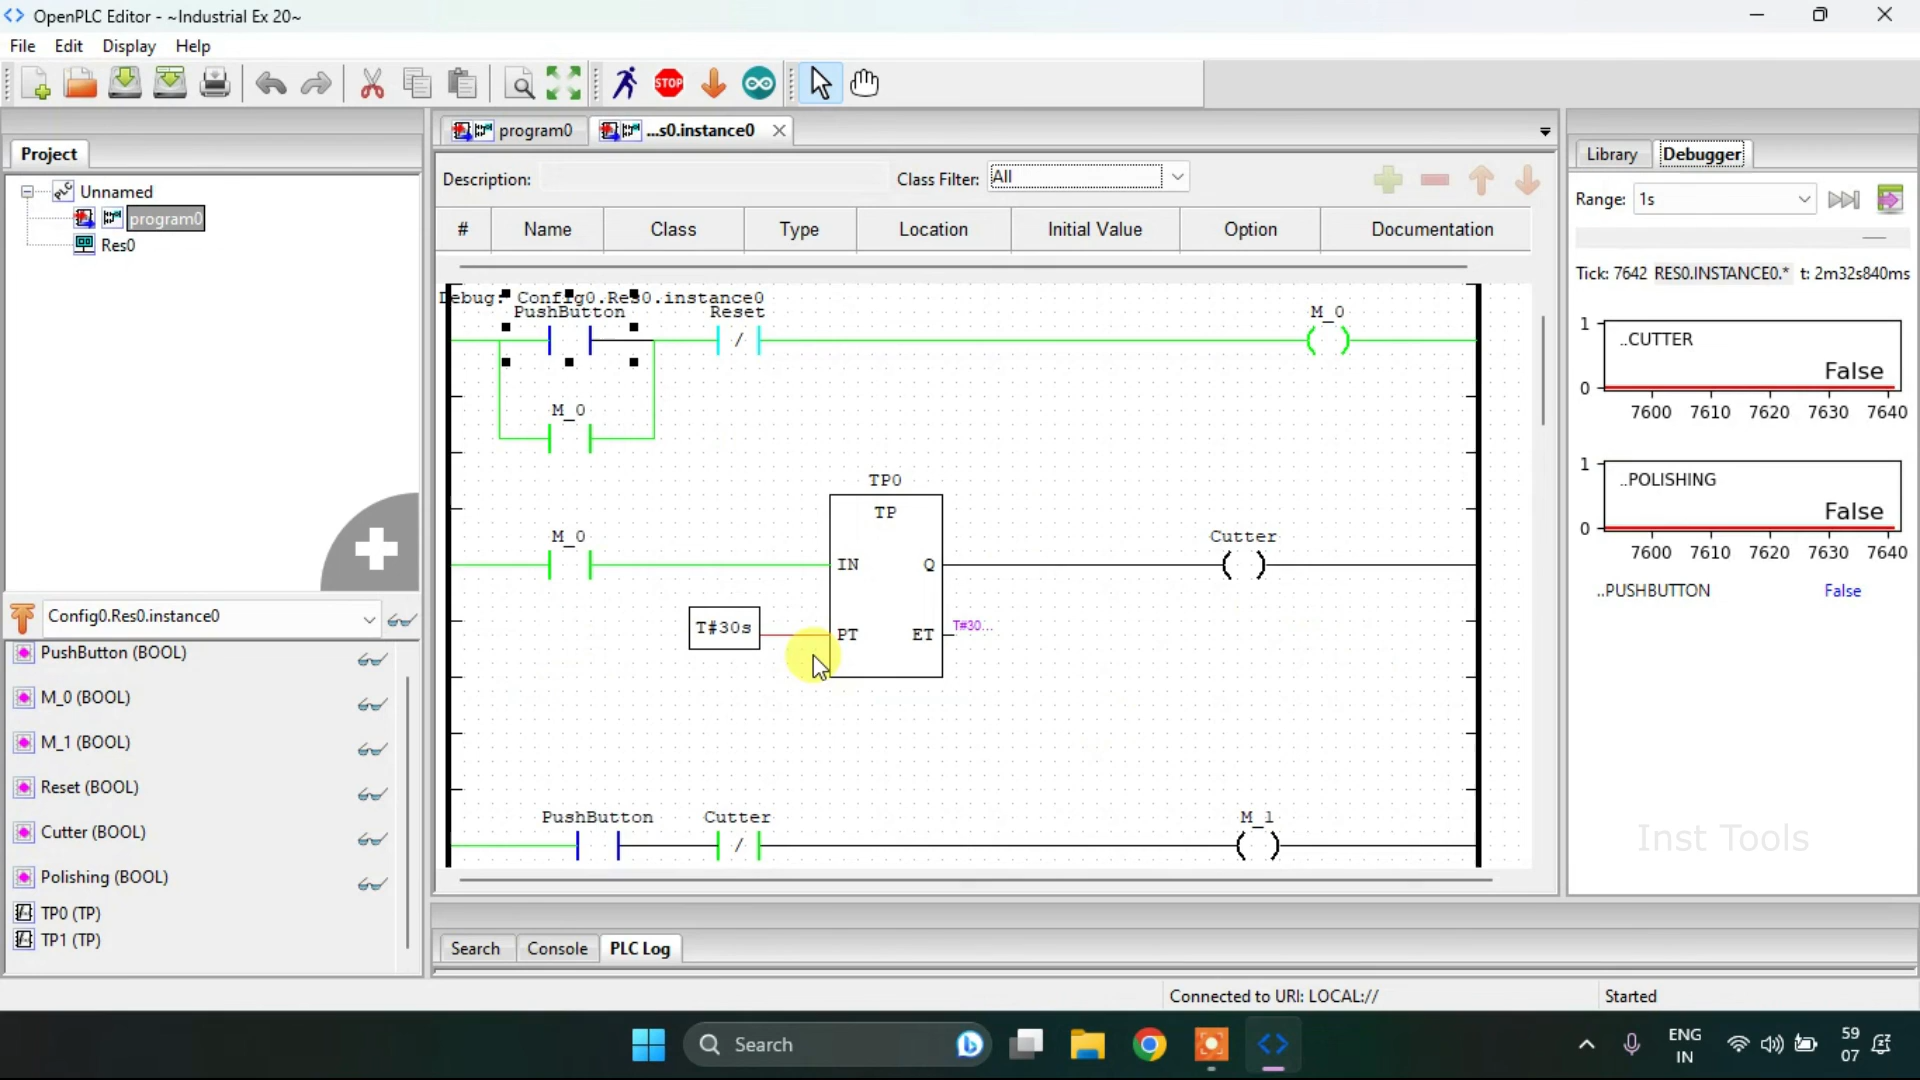 OpenPLC Editor - ~Industrial Ex 20~
File Edit Display Help
STOP
Project
Unnamed
program0
Res0
program0 ...s0.instance0
Description: Class Filter: All
# Name Class Type Location Initial Value Option Documentation
Debug: Config0.Res0.instance0
PushButton Reset M_0
/
M_0
TP0
TP
M_0 Cutter
IN Q
T#30s PT ET T#30...
PushButton Cutter M_1
/
Config0.Res0.instance0
PushButton (BOOL)
M_0 (BOOL)
M_1 (BOOL)
Reset (BOOL)
Cutter (BOOL)
Polishing (BOOL)
TP0 (TP)
TP1 (TP)
Library Debugger
Range: 1s
Tick: 7642 RES0.INSTANCE0.* t: 2m32s840ms
1
..CUTTER
False
0
7600 7610 7620 7630 7640
1
..POLISHING
False
0
7600 7610 7620 7630 7640
..PUSHBUTTON False
Inst Tools
Search Console PLC Log
Connected to URI: LOCAL:// Started
Search
ENG
IN
59
07